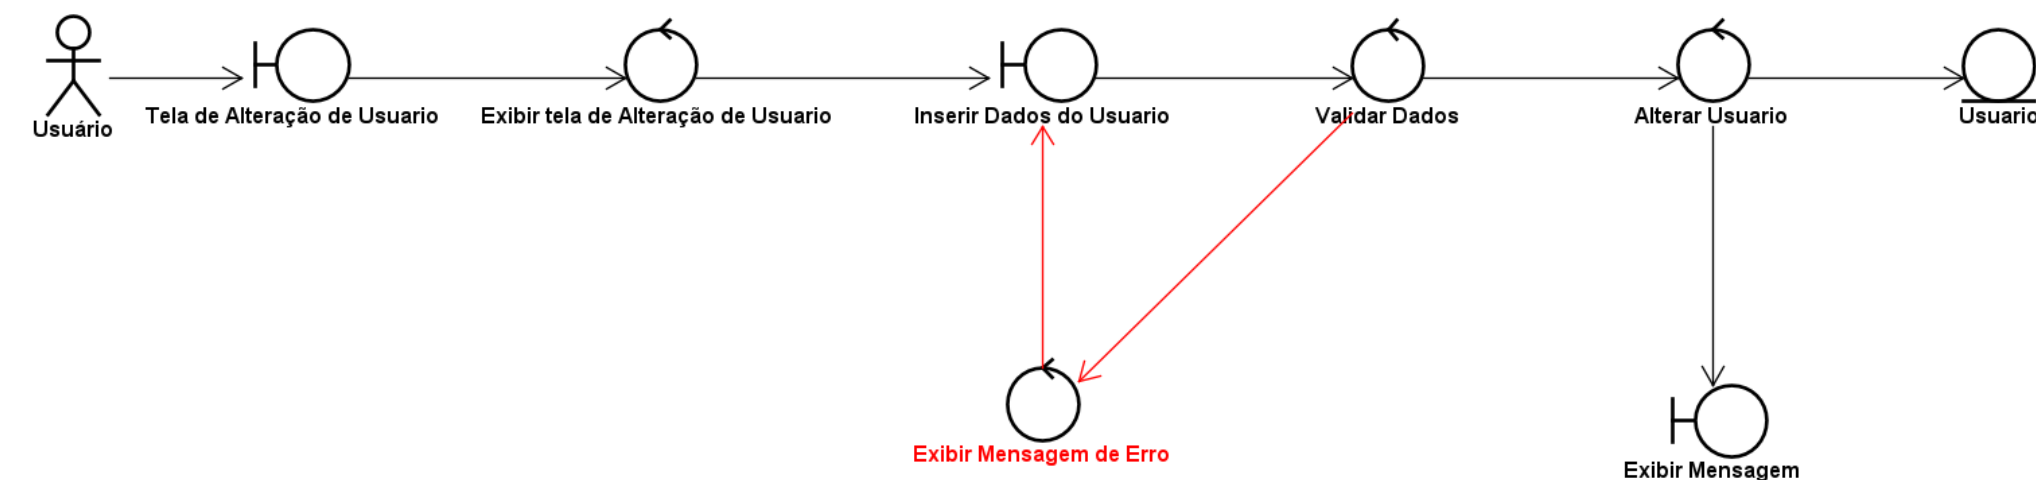 Usuário
Tela de Alteração de Usuario
Exibir tela de Alteração de Usuario
Inserir Dados do Usuario
Validar Dados
Alterar Usuario
Usuario
Exibir Mensagem de Erro
Exibir Mensagem